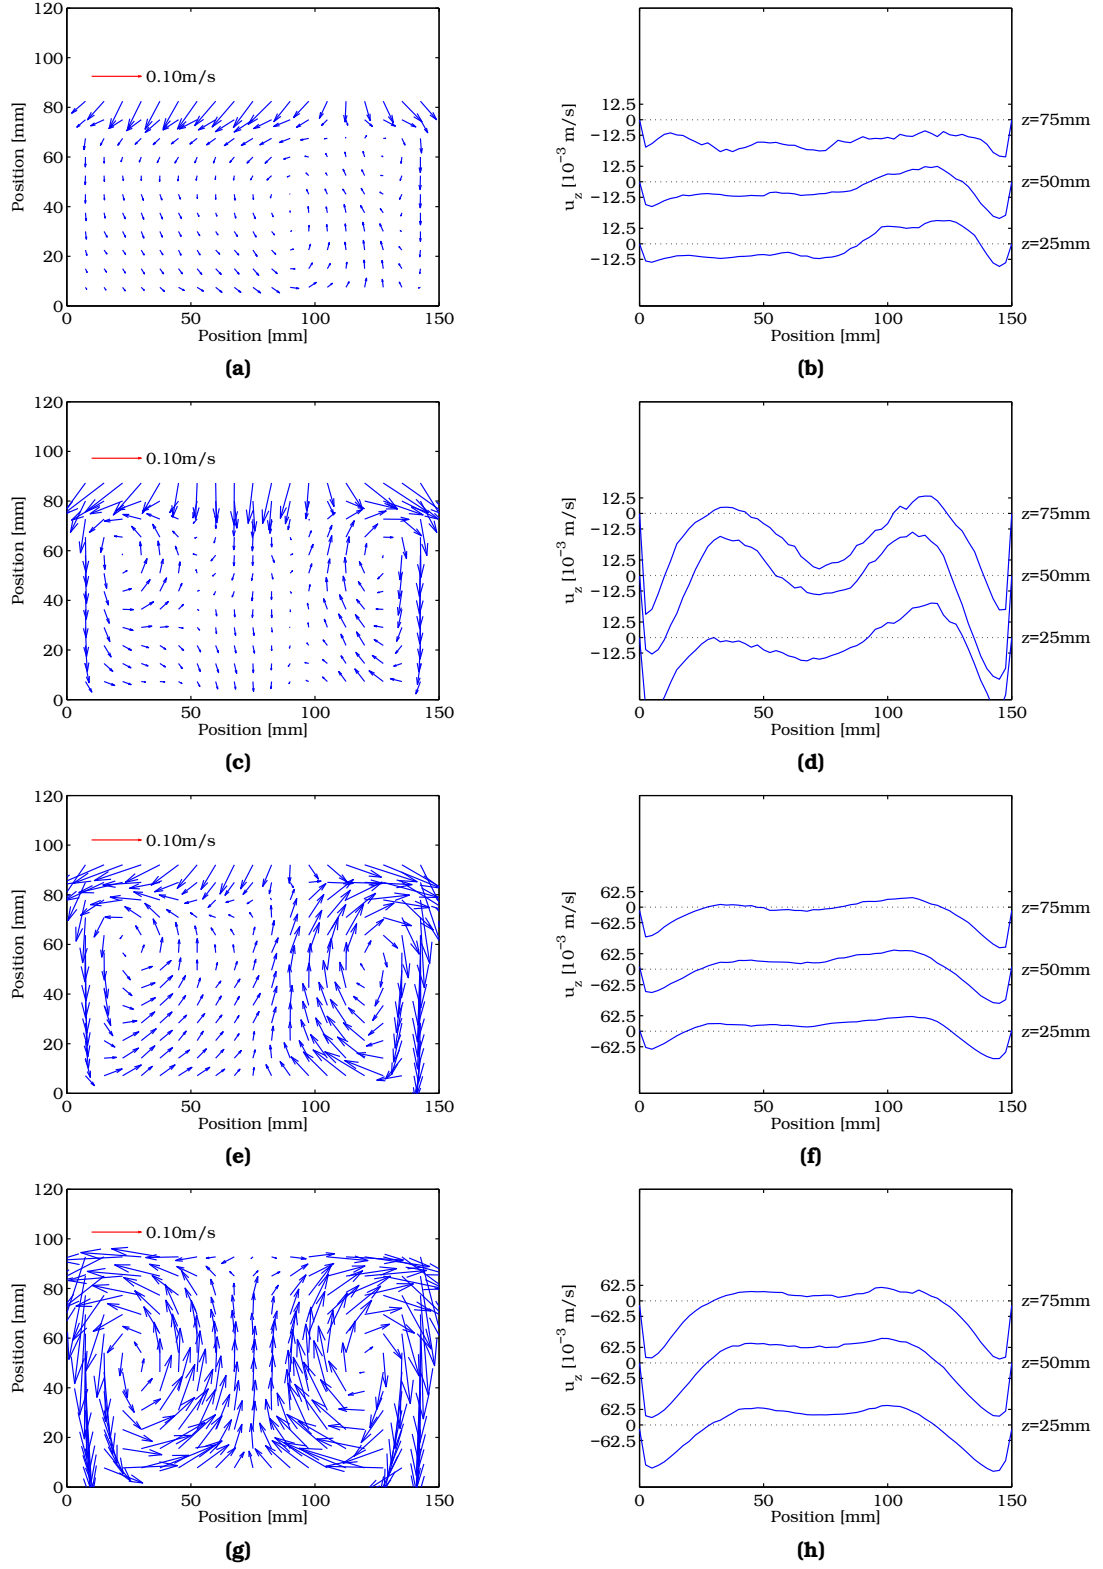 120
100
80
60
40
20
0
Position [mm]
0.10m/s
0 50 100 150
Position [mm]
(a)
u_z [10^{-3} m/s]
12.5
0
−12.5
z=75mm
12.5
0
−12.5
z=50mm
12.5
0
−12.5
z=25mm
0 50 100 150
Position [mm]
(b)
120
100
80
60
40
20
0
Position [mm]
0.10m/s
0 50 100 150
Position [mm]
(c)
u_z [10^{-3} m/s]
12.5
0
−12.5
z=75mm
12.5
0
−12.5
z=50mm
12.5
0
−12.5
z=25mm
0 50 100 150
Position [mm]
(d)
120
100
80
60
40
20
0
Position [mm]
0.10m/s
0 50 100 150
Position [mm]
(e)
u_z [10^{-3} m/s]
62.5
0
−62.5
z=75mm
62.5
0
−62.5
z=50mm
62.5
0
−62.5
z=25mm
0 50 100 150
Position [mm]
(f)
120
100
80
60
40
20
0
Position [mm]
0.10m/s
0 50 100 150
Position [mm]
(g)
u_z [10^{-3} m/s]
62.5
0
−62.5
z=75mm
62.5
0
−62.5
z=50mm
62.5
0
−62.5
z=25mm
0 50 100 150
Position [mm]
(h)